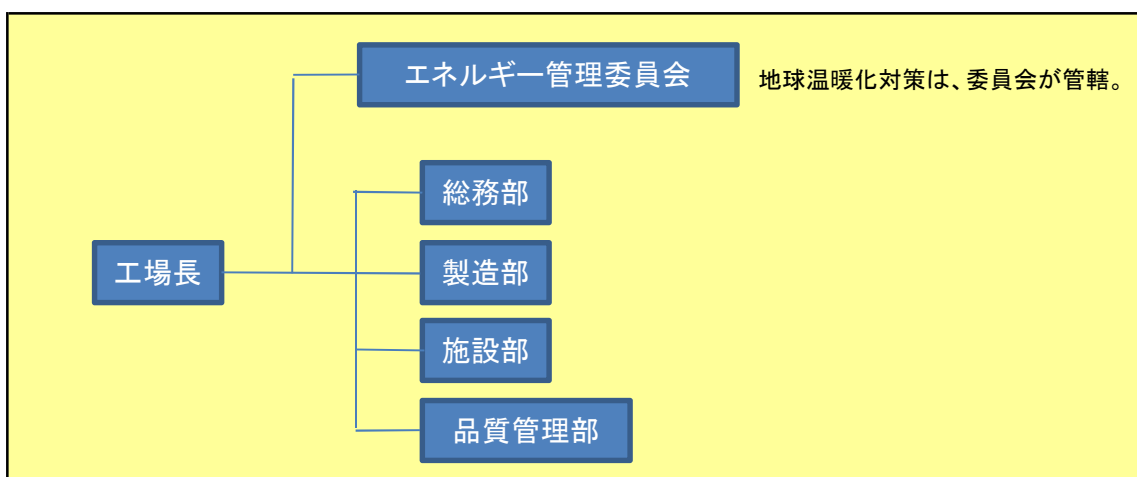 エネルギー管理委員会
地球温暖化対策は、委員会が管轄。
総務部
工場長
製造部
施設部
品質管理部